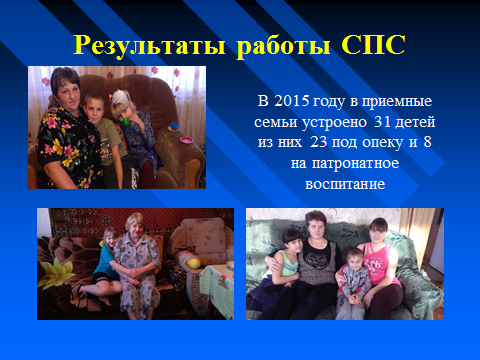 Результаты работы СПС
В 2015 году в приемные
семьи устроено 31 детей
из них 23 под опеку и 8
на патронатное
воспитание